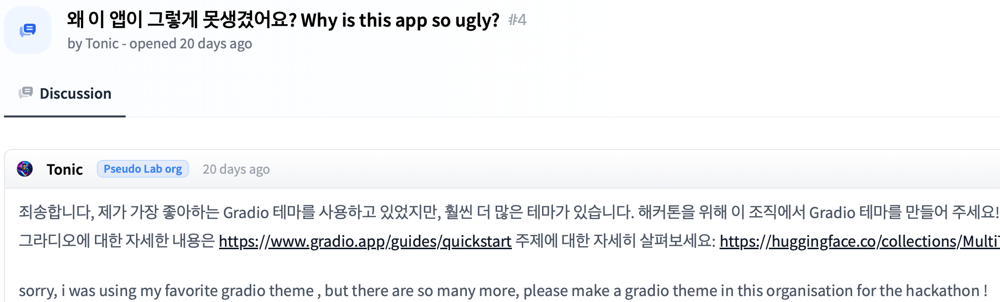 왜 이 앱이 그렇게 못생겼어요? Why is this app so ugly? #4
by Tonic - opened 20 days ago
Discussion
Tonic Pseudo Lab org 20 days ago
죄송합니다, 제가 가장 좋아하는 Gradio 테마를 사용하고 있었지만, 훨씬 더 많은 테마가 있습니다. 해커톤을 위해 이 조직에서 Gradio 테마를 만들어 주세요!
그라디오에 대한 자세한 내용은 https://www.gradio.app/guides/quickstart 주제에 대한 자세히 살펴보세요: https://huggingface.co/collections/Multi
sorry, i was using my favorite gradio theme , but there are so many more, please make a gradio theme in this organisation for the hackathon !